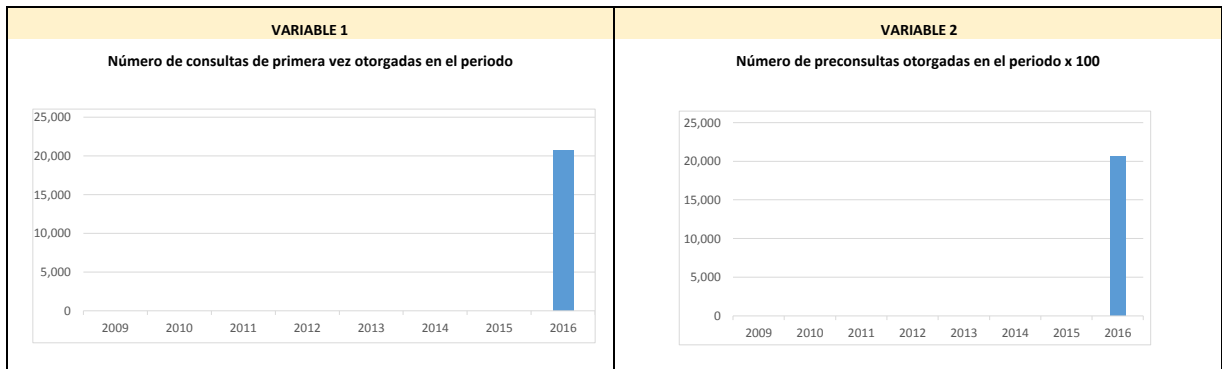 VARIABLE 1
Número de consultas de primera vez otorgadas en el periodo
25,000
20,000
15,000
10,000
5,000
0
2009 2010 2011 2012 2013 2014 2015 2016
VARIABLE 2
Número de preconsultas otorgadas en el periodo x 100
25,000
20,000
15,000
10,000
5,000
0
2009 2010 2011 2012 2013 2014 2015 2016